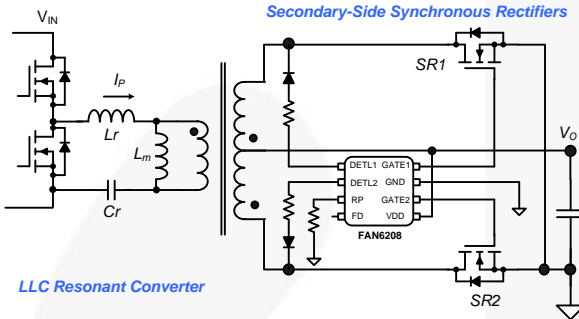 Secondary-Side Synchronous Rectifiers
VIN
SR1
IP
Lr
Lm
VO
DETL1 GATE1
DETL2 GND
RP GATE2
FD VDD
FAN6208
Cr
LLC Resonant Converter
SR2